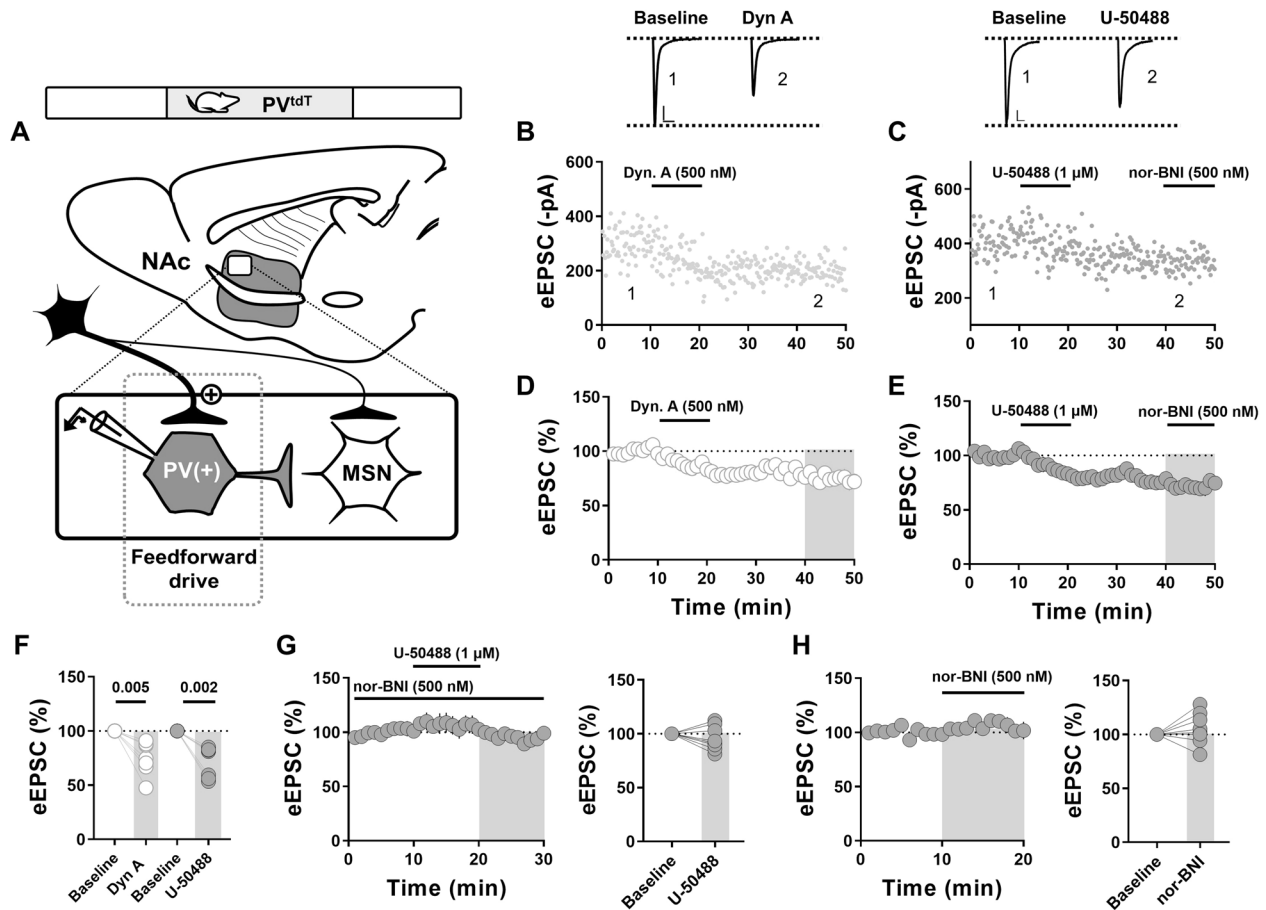 Baseline Dyn A
1
2
Baseline U-50488
1
2
PVtdT
A
NAc
PV(+)
MSN
Feedforward
drive
B
eEPSC (-pA)
600
400
200
0
Dyn. A (500 nM)
1
2
0 10 20 30 40 50
C
eEPSC (-pA)
600
400
200
U-50488 (1 µM) nor-BNI (500 nM)
1
2
0 10 20 30 40 50
D
eEPSC (%)
150
100
50
0
Dyn. A (500 nM)
0 10 20 30 40 50
Time (min)
E
eEPSC (%)
150
100
50
0
U-50488 (1 µM) nor-BNI (500 nM)
0 10 20 30 40 50
Time (min)
F
eEPSC (%)
150
100
50
0
0.005 0.002
Baseline
Dyn A
Baseline
U-50488
G
eEPSC (%)
150
100
50
0
U-50488 (1 µM)
nor-BNI (500 nM)
0 10 20 30
Time (min)
eEPSC (%)
150
100
50
0
Baseline
U-50488
H
eEPSC (%)
150
100
50
0
nor-BNI (500 nM)
0 10 20
Time (min)
eEPSC (%)
150
100
50
0
Baseline
nor-BNI